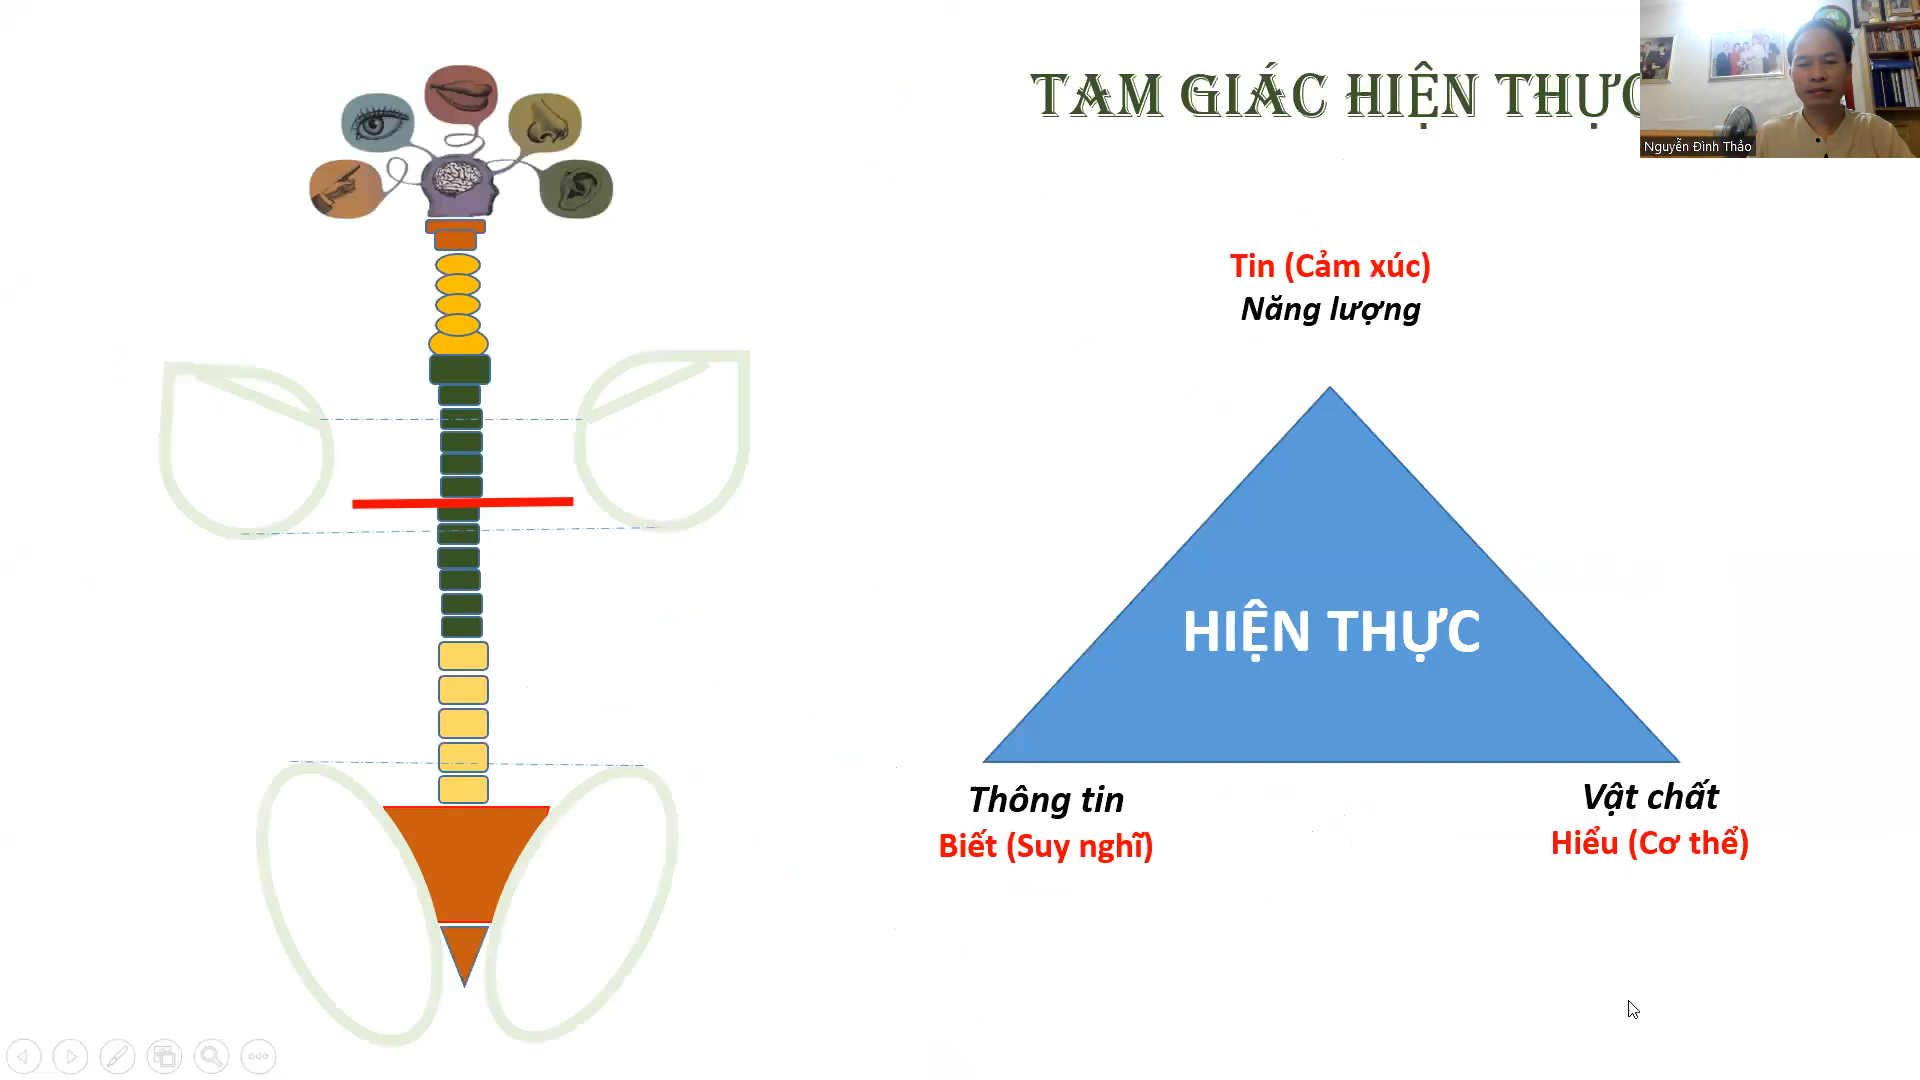 TAM GIÁC HIỆN THỰC
Nguyễn Đình Thảo
Tin (Cảm xúc)
Năng lượng
HIỆN THỰC
Thông tin
Biết (Suy nghĩ)
Vật chất
Hiểu (Cơ thể)